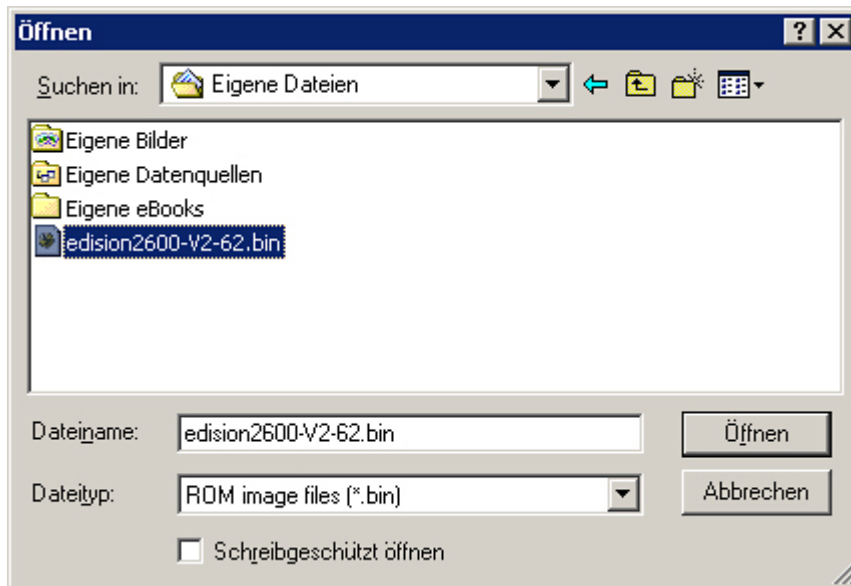 Öffnen
Suchen in: Eigene Dateien
Eigene Bilder
Eigene Datenquellen
Eigene eBooks
edision2600-V2-62.bin
Dateiname: edision2600-V2-62.bin Öffnen
Dateityp: ROM image files (*.bin) Abbrechen
Schreibgeschützt öffnen